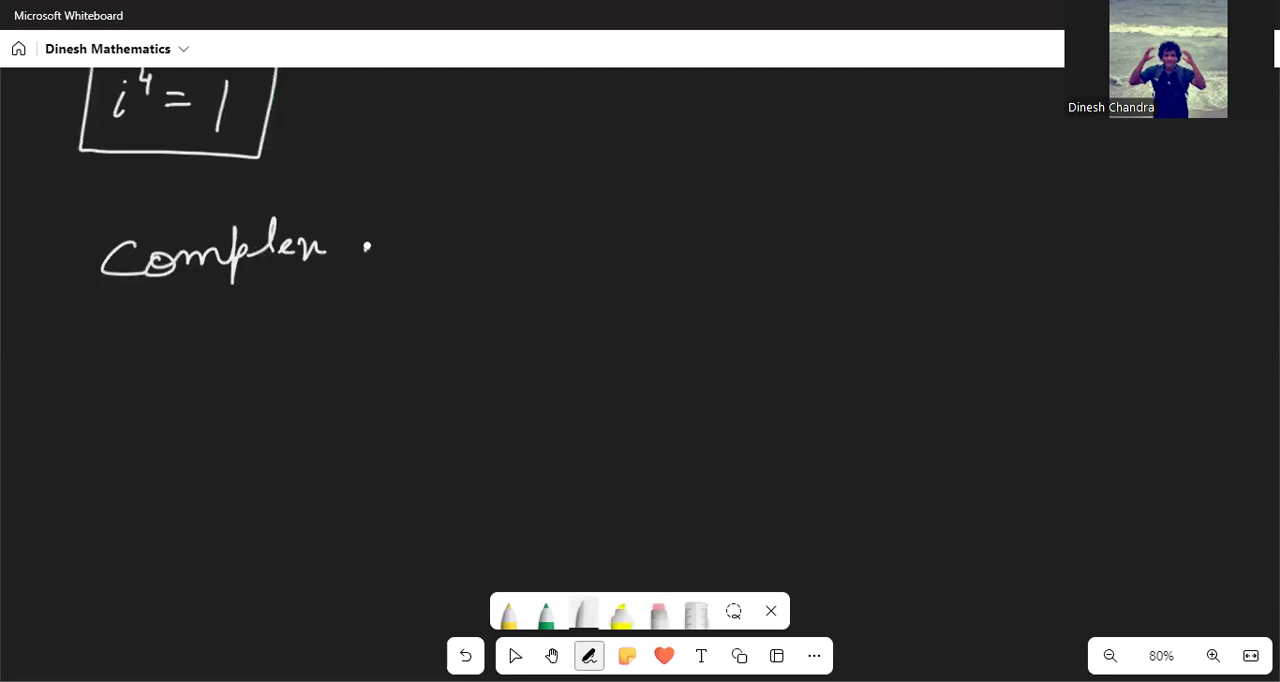 Microsoft Whiteboard
Dinesh Mathematics
Dinesh Chandra
i⁴ = 1
Complex
80%